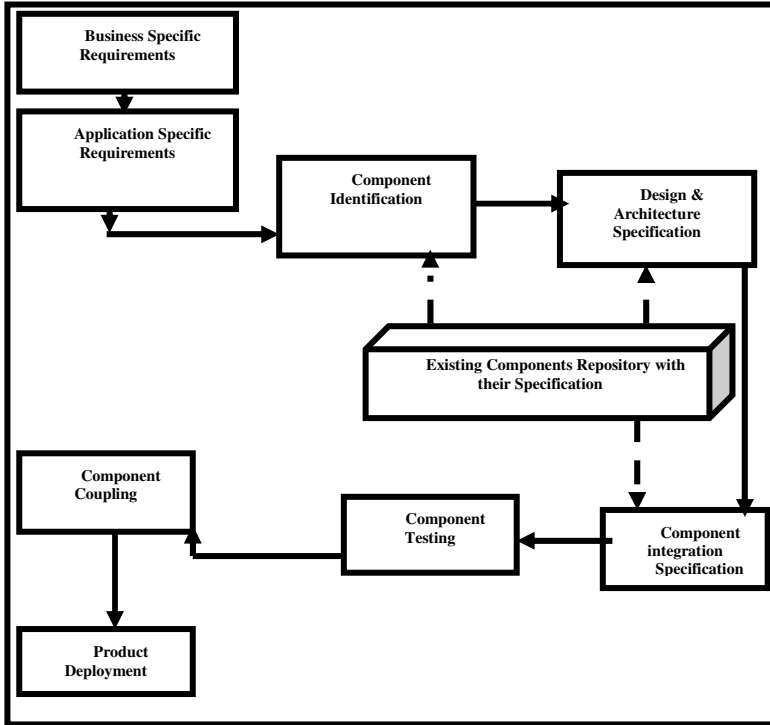 Business Specific
Requirements
Application Specific
Requirements
Component
Identification
Design &
Architecture
Specification
Existing Components Repository with
their Specification
Component
Coupling
Component
Testing
Component
integration
Specification
Product
Deployment